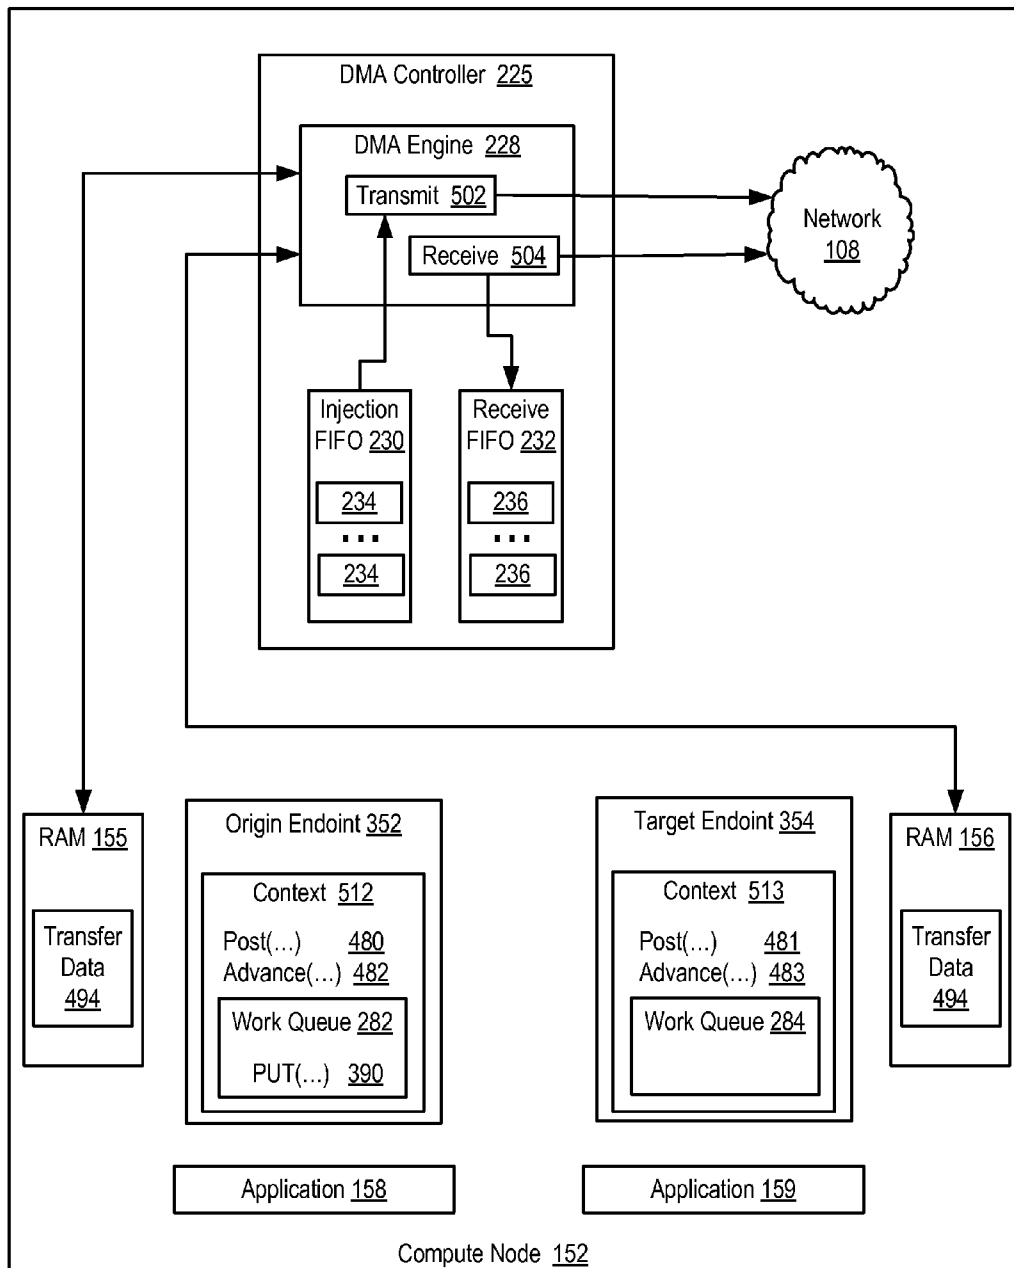 DMA Controller 225
DMA Engine 228
Transmit 502
Receive 504
Network
108
Injection
FIFO 230
234
...
234
Receive
FIFO 232
236
...
236
RAM 155
Transfer
Data
494
Origin Endoint 352
Context 512
Post(...) 480
Advance(...) 482
Work Queue 282
PUT(...) 390
Target Endoint 354
Context 513
Post(...) 481
Advance(...) 483
Work Queue 284
RAM 156
Transfer
Data
494
Application 158
Application 159
Compute Node 152